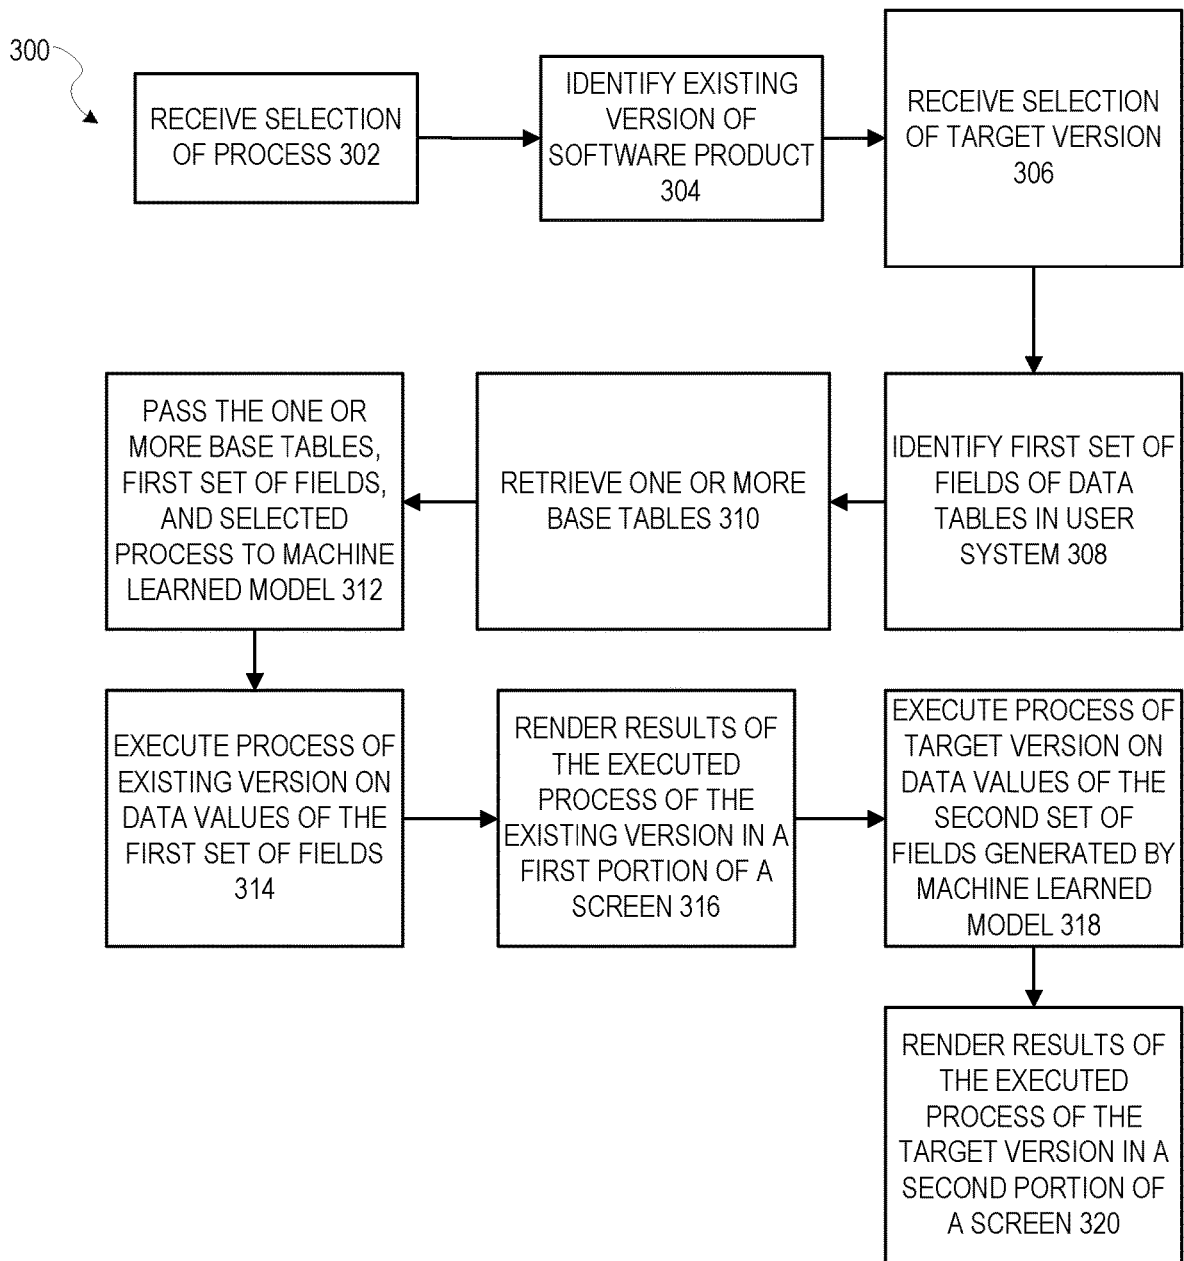 300
RECEIVE SELECTION
OF PROCESS 302
IDENTIFY EXISTING
VERSION OF
SOFTWARE PRODUCT
304
RECEIVE SELECTION
OF TARGET VERSION
306
IDENTIFY FIRST SET OF
FIELDS OF DATA
TABLES IN USER
SYSTEM 308
RETRIEVE ONE OR MORE
BASE TABLES 310
PASS THE ONE OR
MORE BASE TABLES,
FIRST SET OF FIELDS,
AND SELECTED
PROCESS TO MACHINE
LEARNED MODEL 312
EXECUTE PROCESS OF
EXISTING VERSION ON
DATA VALUES OF THE
FIRST SET OF FIELDS
314
RENDER RESULTS OF
THE EXECUTED
PROCESS OF THE
EXISTING VERSION IN A
FIRST PORTION OF A
SCREEN 316
EXECUTE PROCESS OF
TARGET VERSION ON
DATA VALUES OF THE
SECOND SET OF
FIELDS GENERATED BY
MACHINE LEARNED
MODEL 318
RENDER RESULTS OF
THE EXECUTED
PROCESS OF THE
TARGET VERSION IN A
SECOND PORTION OF
A SCREEN 320